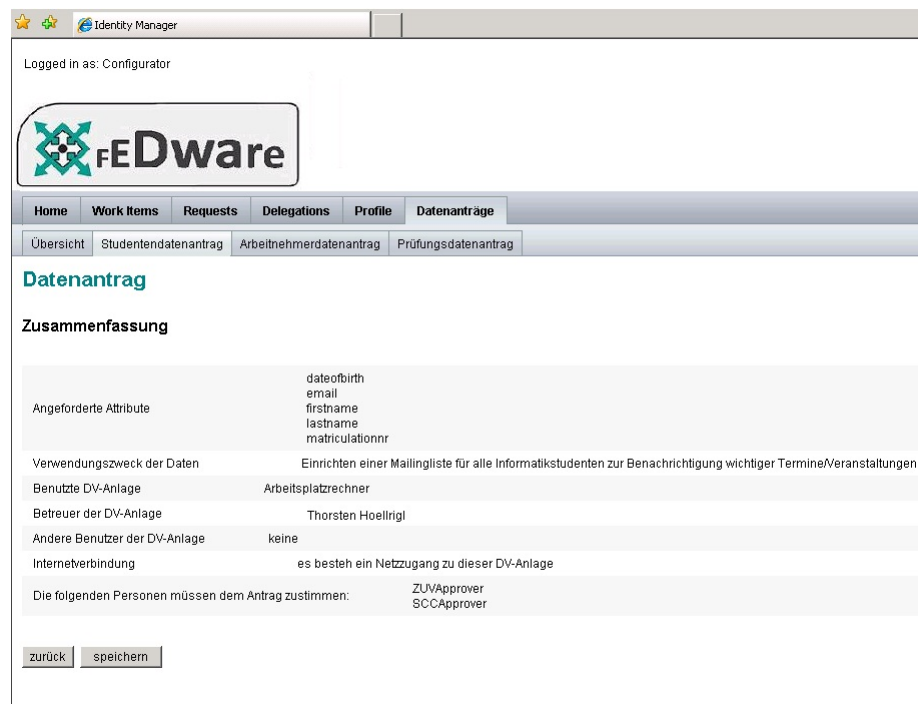 Identity Manager
Logged in as: Configurator
FEDware
Home Work Items Requests Delegations Profile Datenanträge
Übersicht Studentendatenantrag Arbeitnehmerdatenantrag Prüfungsdatenantrag
Datenantrag
Zusammenfassung
dateofbirth
email
Angeforderte Attribute firstname
lastname
matriculationnr
Verwendungszweck der Daten Einrichten einer Mailingliste für alle Informatikstudenten zur Benachrichtigung wichtiger Termine/Veranstaltungen
Benutzte DV-Anlage Arbeitsplatzrechner
Betreuer der DV-Anlage Thorsten Hoellrigl
Andere Benutzer der DV-Anlage keine
Internetverbindung es besteh ein Netzzugang zu dieser DV-Anlage
Die folgenden Personen müssen dem Antrag zustimmen: ZUVApprover
SCCApprover
zurück speichern